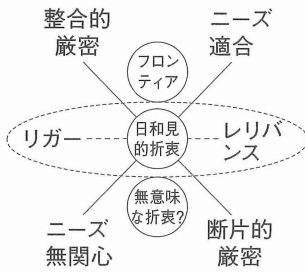 整合的
厳密
ニーズ
適合
フロン
ティア
リガー
日和見
的折衷
レリバ
ンス
無意味
な折衷?
ニーズ
無関心
断片的
厳密